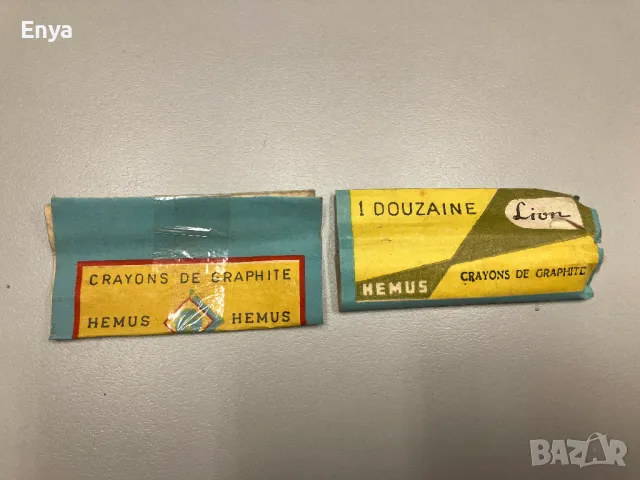 Enya
CRAYONS DE GRAPHITE
HEMUS HEMUS
1 DOUZAINE Lion
HEMUS CRAYONS DE GRAPHITE
BAZAR